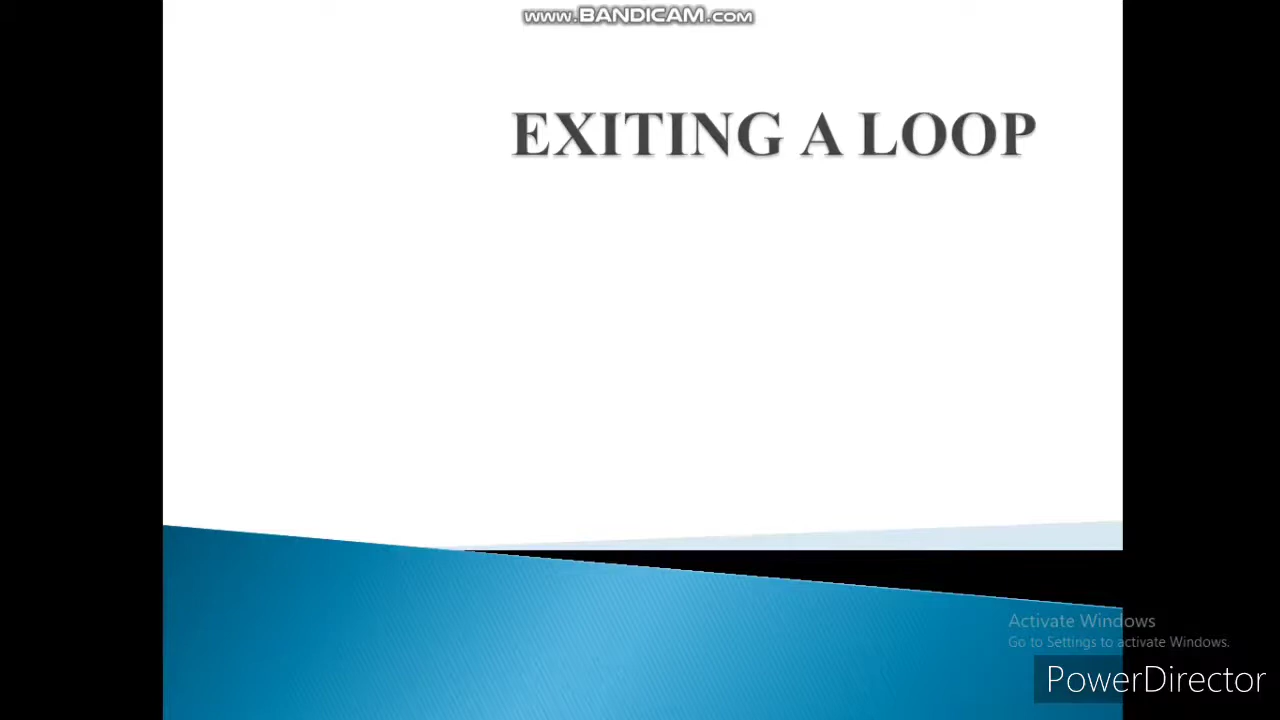 www.BANDICAM.com
EXITING A LOOP
Activate Windows
Go to Settings to activate Windows.
PowerDirector